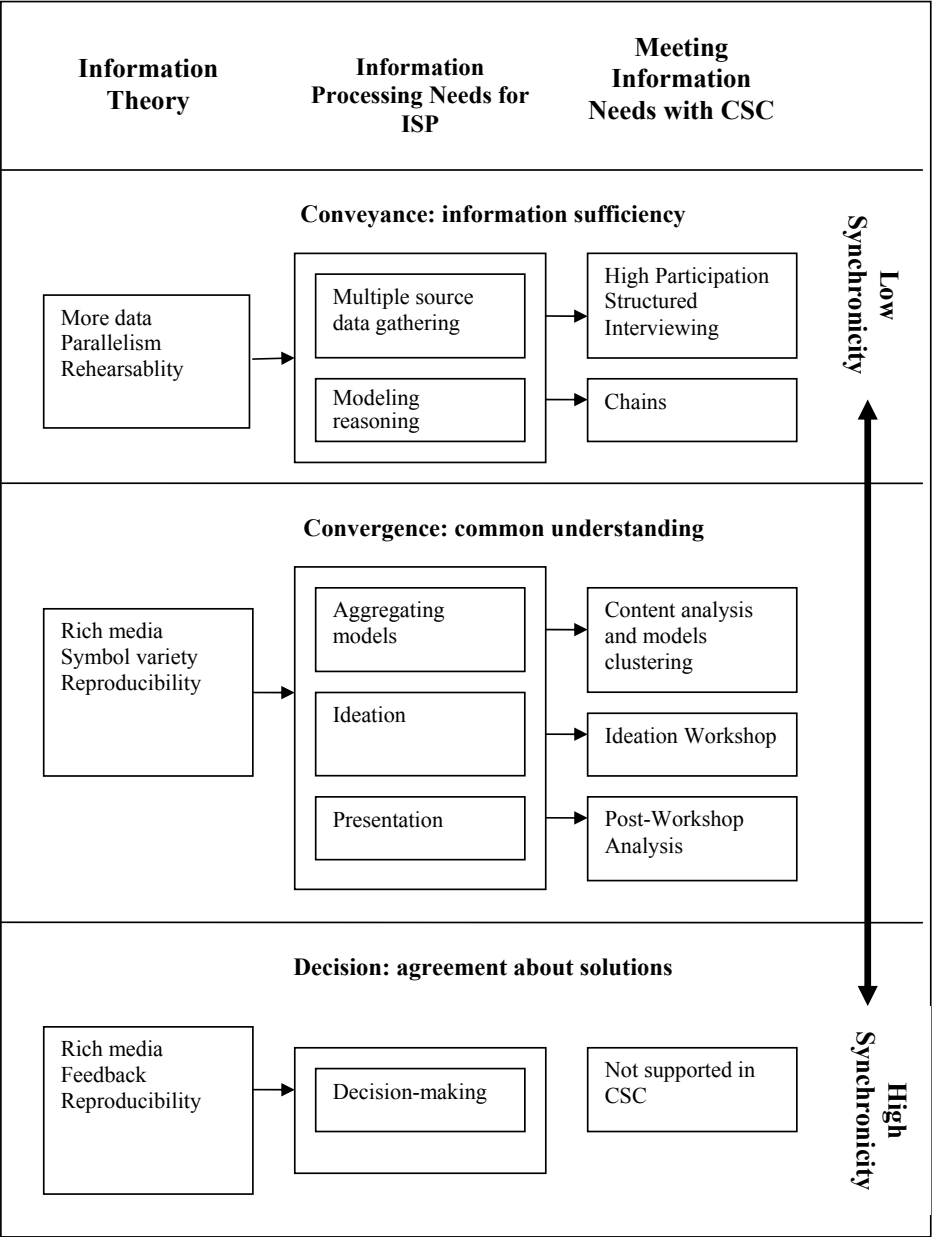 Information
Theory
Information
Processing Needs for
ISP
Meeting
Information
Needs with CSC
Conveyance: information sufficiency
More data
Parallelism
Rehearsablity
Multiple source
data gathering
Modeling
reasoning
High Participation
Structured
Interviewing
Chains
Low
Synchronicity
Convergence: common understanding
Rich media
Symbol variety
Reproducibility
Aggregating
models
Ideation
Presentation
Content analysis
and models
clustering
Ideation Workshop
Post-Workshop
Analysis
Decision: agreement about solutions
Rich media
Feedback
Reproducibility
Decision-making
Not supported in
CSC
High
Synchronicity